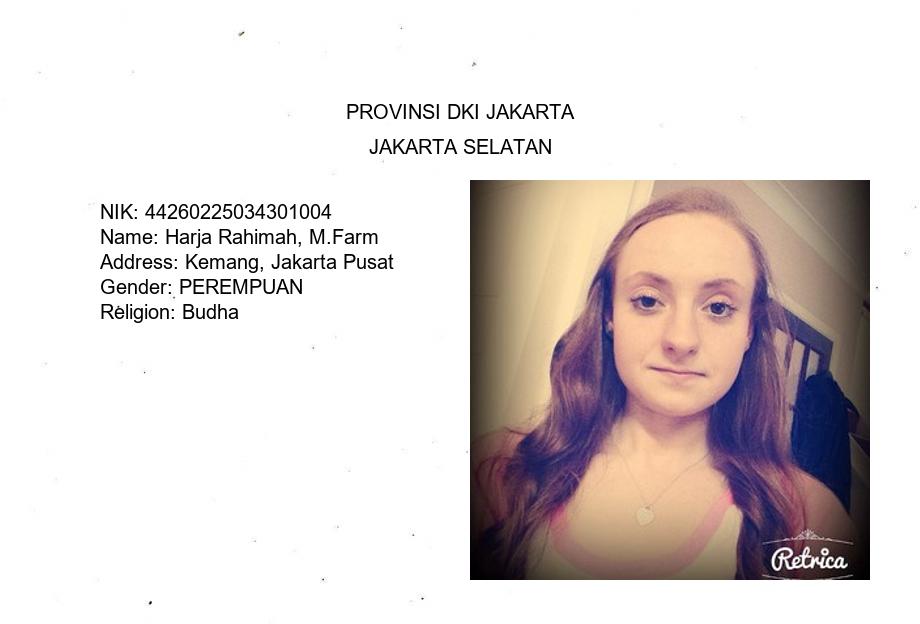 PROVINSI DKI JAKARTA
JAKARTA SELATAN
NIK: 44260225034301004
Name: Harja Rahimah, M.Farm
Address: Kemang, Jakarta Pusat
Gender: PEREMPUAN
Religion: Budha
Retrica